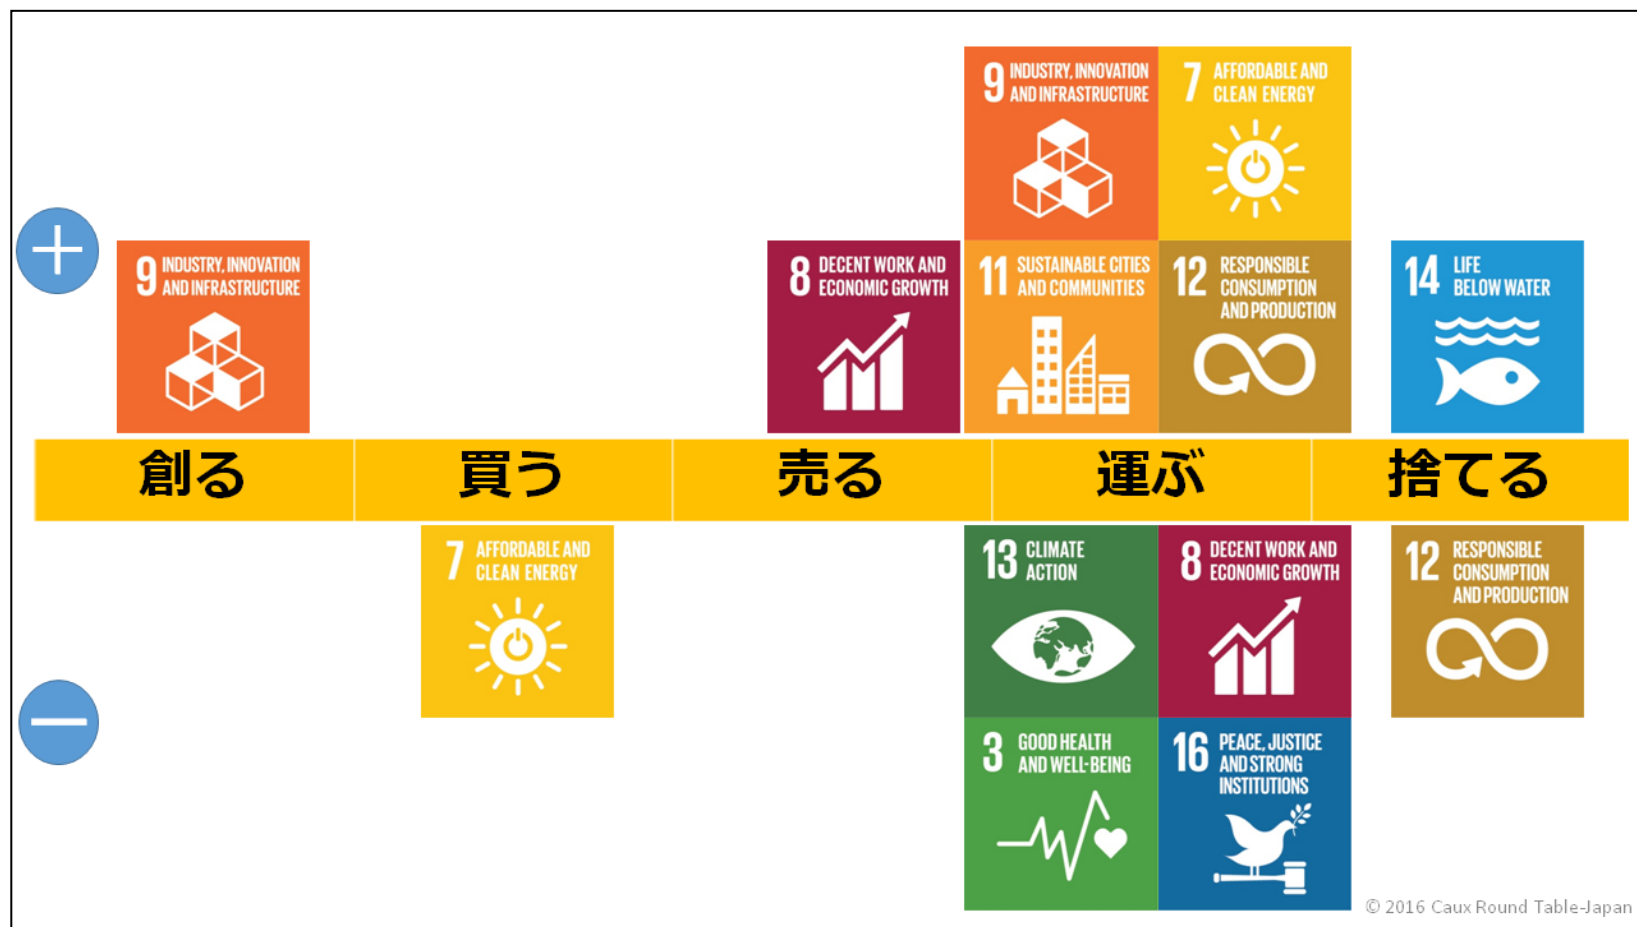 9 INDUSTRY, INNOVATION
AND INFRASTRUCTURE
7 AFFORDABLE AND
CLEAN ENERGY
9 INDUSTRY, INNOVATION
AND INFRASTRUCTURE
8 DECENT WORK AND
ECONOMIC GROWTH
11 SUSTAINABLE CITIES
AND COMMUNITIES
12 RESPONSIBLE
CONSUMPTION
AND PRODUCTION
14 LIFE
BELOW WATER
創る
買う
売る
運ぶ
捨てる
7 AFFORDABLE AND
CLEAN ENERGY
13 CLIMATE
ACTION
8 DECENT WORK AND
ECONOMIC GROWTH
12 RESPONSIBLE
CONSUMPTION
AND PRODUCTION
3 GOOD HEALTH
AND WELL-BEING
16 PEACE, JUSTICE
AND STRONG
INSTITUTIONS
© 2016 Caux Round Table-Japan